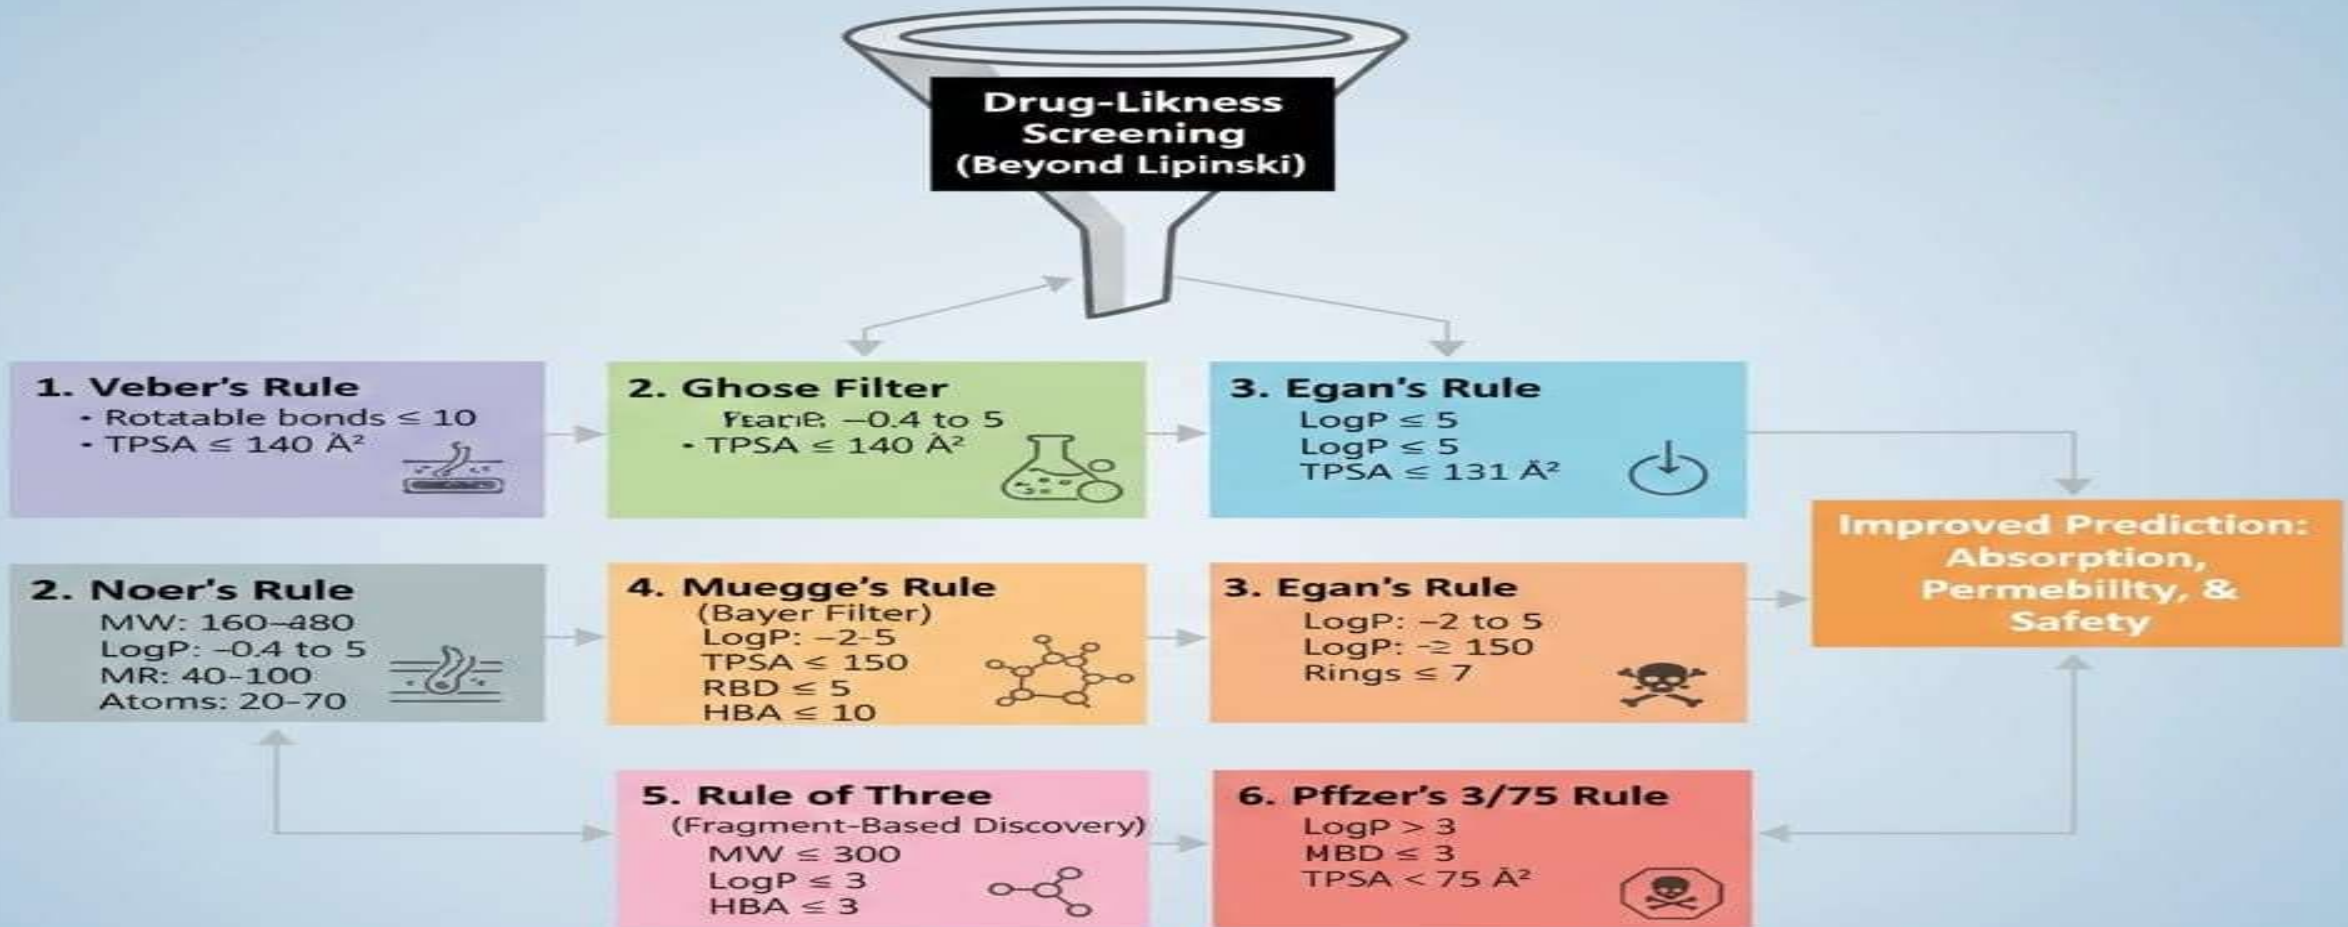 Drug-Likness
Screening
(Beyond Lipinski)
1. Veber's Rule
• Rotatable bonds ≤ 10
• TPSA ≤ 140 Å²
2. Ghose Filter
−0.4 to 5
• TPSA ≤ 140 Å²
3. Egan's Rule
LogP ≤ 5
LogP ≤ 5
TPSA ≤ 131 Å²
Improved Prediction:
Absorption,
Permebility, &
Safety
2. Noer's Rule
MW: 160–480
LogP: −0.4 to 5
MR: 40-100
Atoms: 20-70
4. Muegge's Rule
(Bayer Filter)
LogP: −2-5
TPSA ≤ 150
RBD ≤ 5
HBA ≤ 10
3. Egan's Rule
LogP: −2 to 5
LogP: -≥ 150
Rings ≤ 7
5. Rule of Three
(Fragment-Based Discovery)
MW ≤ 300
LogP ≤ 3
HBA ≤ 3
6. Pffzer's 3/75 Rule
LogP > 3
MBD ≤ 3
TPSA < 75 Å²